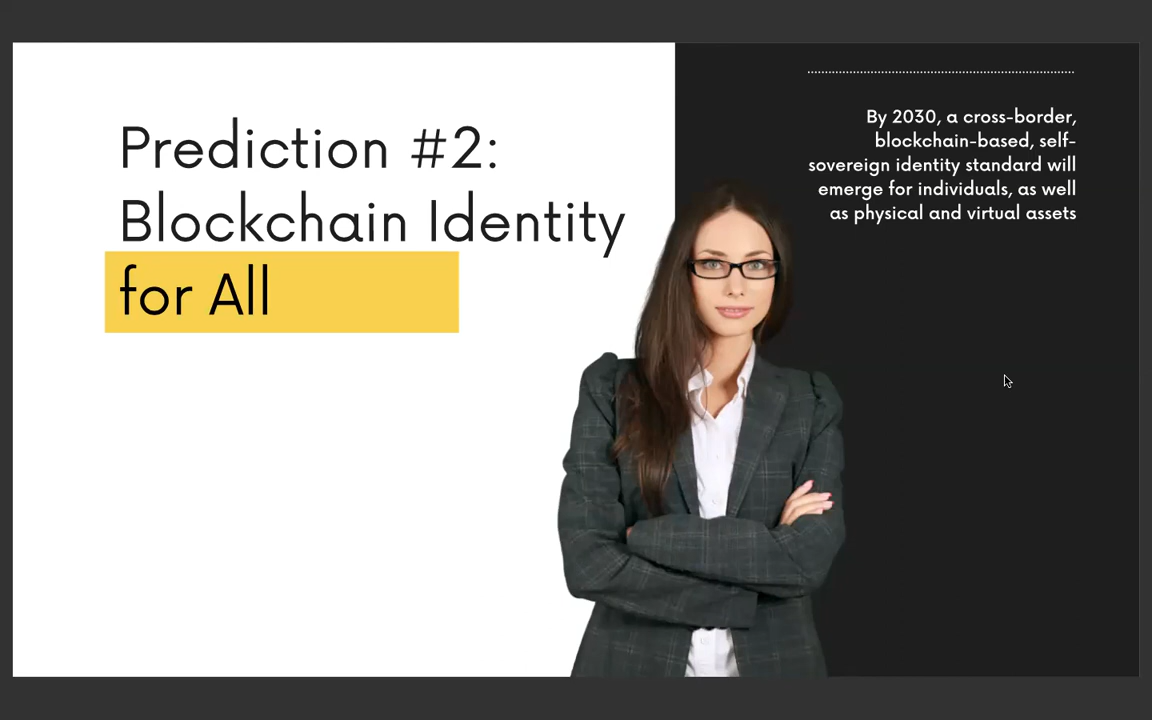 Prediction #2:
Blockchain Identity
for All
By 2030, a cross-border,
blockchain-based, self-
sovereign identity standard will
emerge for individuals, as well
as physical and virtual assets